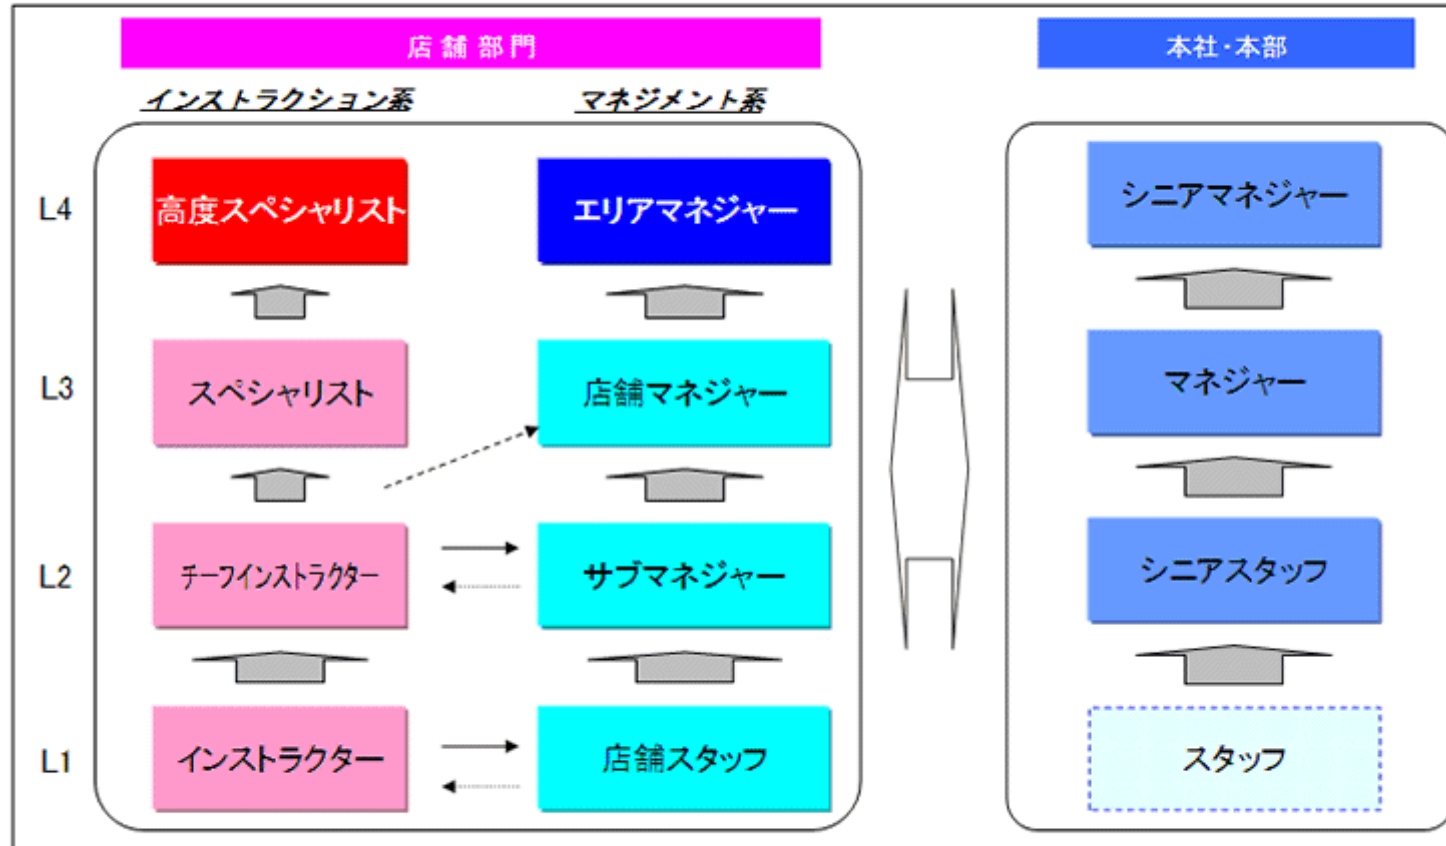 店舗部門
本社・本部
インストラクション系
マネジメント系
L4
高度スペシャリスト
エリアマネジャー
シニアマネジャー
L3
スペシャリスト
店舗マネジャー
マネジャー
L2
チーフインストラクター
サブマネジャー
シニアスタッフ
L1
インストラクター
店舗スタッフ
スタッフ